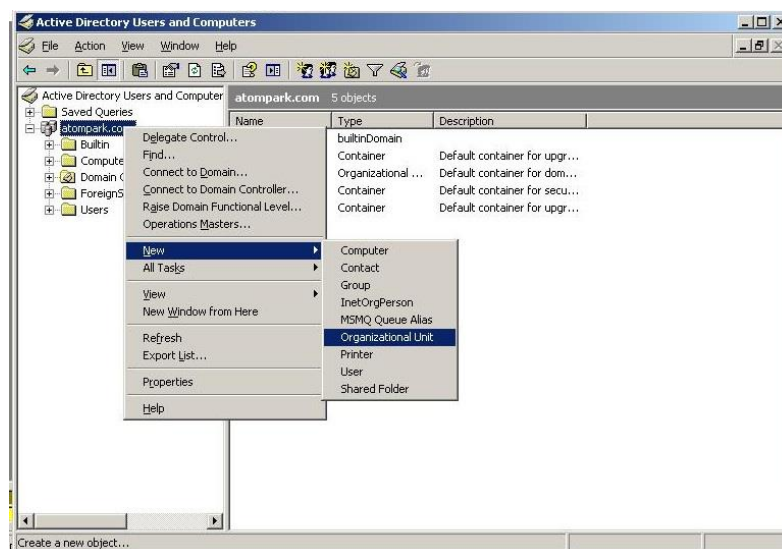 Active Directory Users and Computers
File Action View Window Help
Active Directory Users and Computer
Saved Queries
atompark.co
Builtin
Compute
Domain C
ForeignS
Users
atompark.com 5 objects
Name Type Description
builtinDomain
Container Default container for upgr...
Organizational ... Default container for dom...
Container Default container for secu...
Container Default container for upgr...
Delegate Control...
Find...
Connect to Domain...
Connect to Domain Controller...
Raise Domain Functional Level...
Operations Masters...
New
All Tasks
View
New Window from Here
Refresh
Export List...
Properties
Help
Computer
Contact
Group
InetOrgPerson
MSMQ Queue Alias
Organizational Unit
Printer
User
Shared Folder
Create a new object...